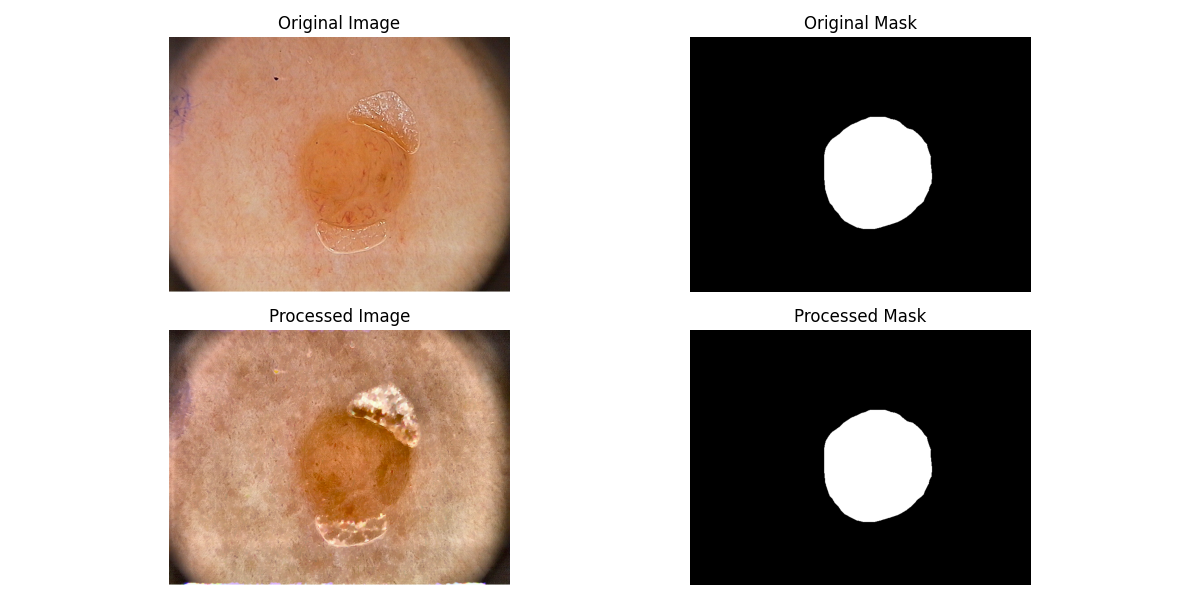 Original Image
Original Mask
Processed Image
Processed Mask